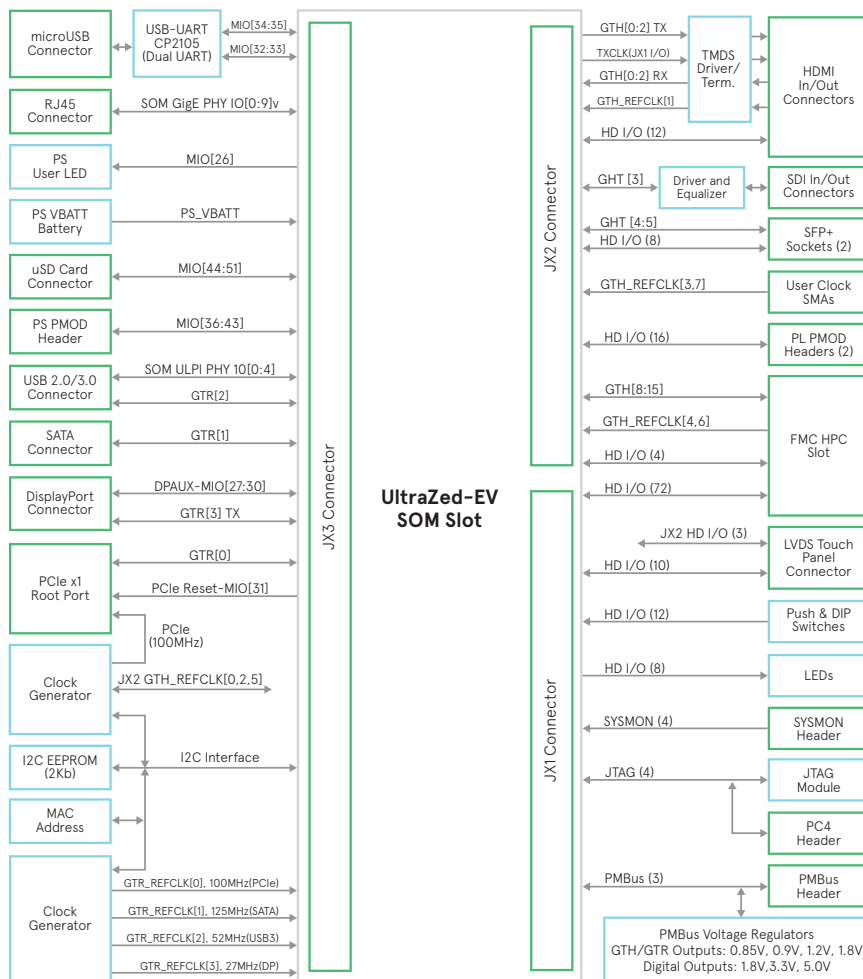 microUSB
Connector
USB-UART
CP2105
(Dual UART)
MIO[34:35]
MIO[32:33]
RJ45
Connector
SOM GigE PHY IO[0:9]v
PS
User LED
MIO[26]
PS VBATT
Battery
PS_VBATT
uSD Card
Connector
MIO[44:51]
PS PMOD
Header
MIO[36:43]
USB 2.0/3.0
Connector
SOM ULPI PHY 10[0:4]
GTR[2]
SATA
Connector
GTR[1]
DisplayPort
Connector
DPAUX-MIO[27:30]
GTR[3] TX
PCIe x1
Root Port
GTR[0]
PCIe Reset-MIO[31]
PCIe
(100MHz)
Clock
Generator
JX2 GTH_REFCLK[0,2,5]
I2C EEPROM
(2Kb)
I2C Interface
MAC
Address
Clock
Generator
GTR_REFCLK[0], 100MHz(PCIe)
GTR_REFCLK[1], 125MHz(SATA)
GTR_REFCLK[2], 52MHz(USB3)
GTR_REFCLK[3], 27MHz(DP)
JX3 Connector
UltraZed-EV
SOM Slot
JX2 Connector
JX1 Connector
GTH[0:2] TX
TXCLK(JX1 I/O)
GTH[0:2] RX
GTH_REFCLK[1]
TMDS
Driver/
Term.
HDMI
In/Out
Connectors
HD I/O (12)
GHT [3]
Driver and
Equalizer
SDI In/Out
Connectors
GHT [4:5]
HD I/O (8)
SFP+
Sockets (2)
GTH_REFCLK[3,7]
User Clock
SMAs
HD I/O (16)
PL PMOD
Headers (2)
GTH[8:15]
GTH_REFCLK[4,6]
HD I/O (4)
HD I/O (72)
FMC HPC
Slot
JX2 HD I/O (3)
HD I/O (10)
LVDS Touch
Panel
Connector
HD I/O (12)
Push & DIP
Switches
HD I/O (8)
LEDs
SYSMON (4)
SYSMON
Header
JTAG (4)
JTAG
Module
PC4
Header
PMBus (3)
PMBus
Header
PMBus Voltage Regulators
GTH/GTR Outputs: 0.85V, 0.9V, 1.2V, 1.8V
Digital Outputs: 1.8V,3.3V, 5.0V